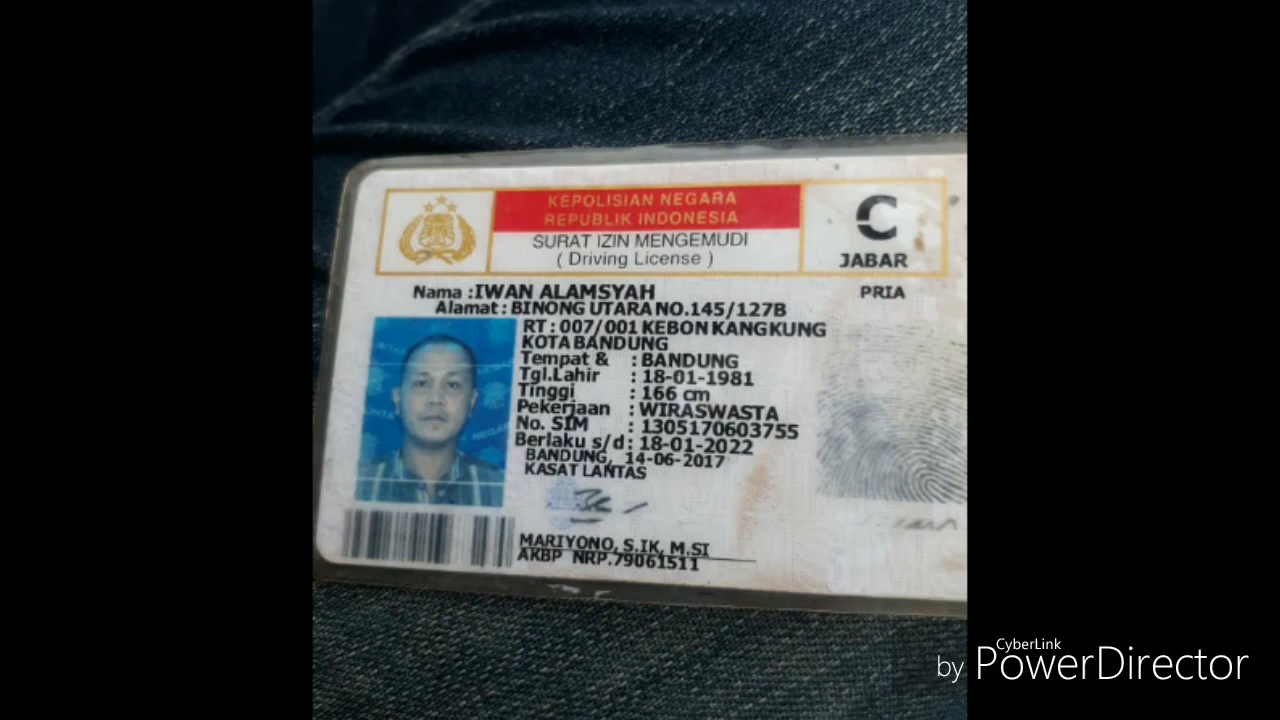 KEPOLISIAN NEGARA
REPUBLIK INDONESIA
SURAT IZIN MENGEMUDI
( Driving License )
C
JABAR
Nama :IWAN ALAMSYAH
PRIA
Alamat : BINONG UTARA NO.145/127B
RT : 007/001 KEBON KANGKUNG
KOTA BANDUNG
Tempat & : BANDUNG
Tgl.Lahir : 18-01-1981
Tinggi : 166 cm
Pekerjaan : WIRASWASTA
No. SIM : 1305170603755
Berlaku s/d : 18-01-2022
BANDUNG, 14-06-2017
KASAT LANTAS
MARIYONO, S.IK, M.SI
AKBP NRP.79061511
CyberLink
by PowerDirector